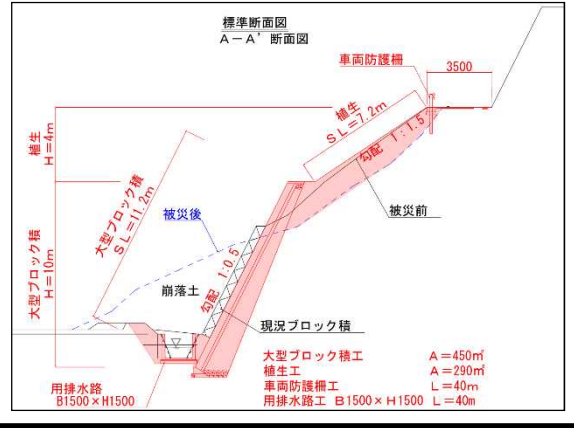 標準断面図
A－A' 断面図
車両防護柵
3500
植生
SL=7.2m
勾配 1:1.5
植生
H=4m
大型ブロック積
SL=11.2m
被災後
被災前
大型ブロック積
H=10m
崩落土
勾配 1:0.5
現況ブロック積
用排水路
B1500×H1500
大型ブロック積工 A=450㎡
植生工 A=290㎡
車両防護柵工 L=40m
用排水路工 B1500×H1500 L=40m